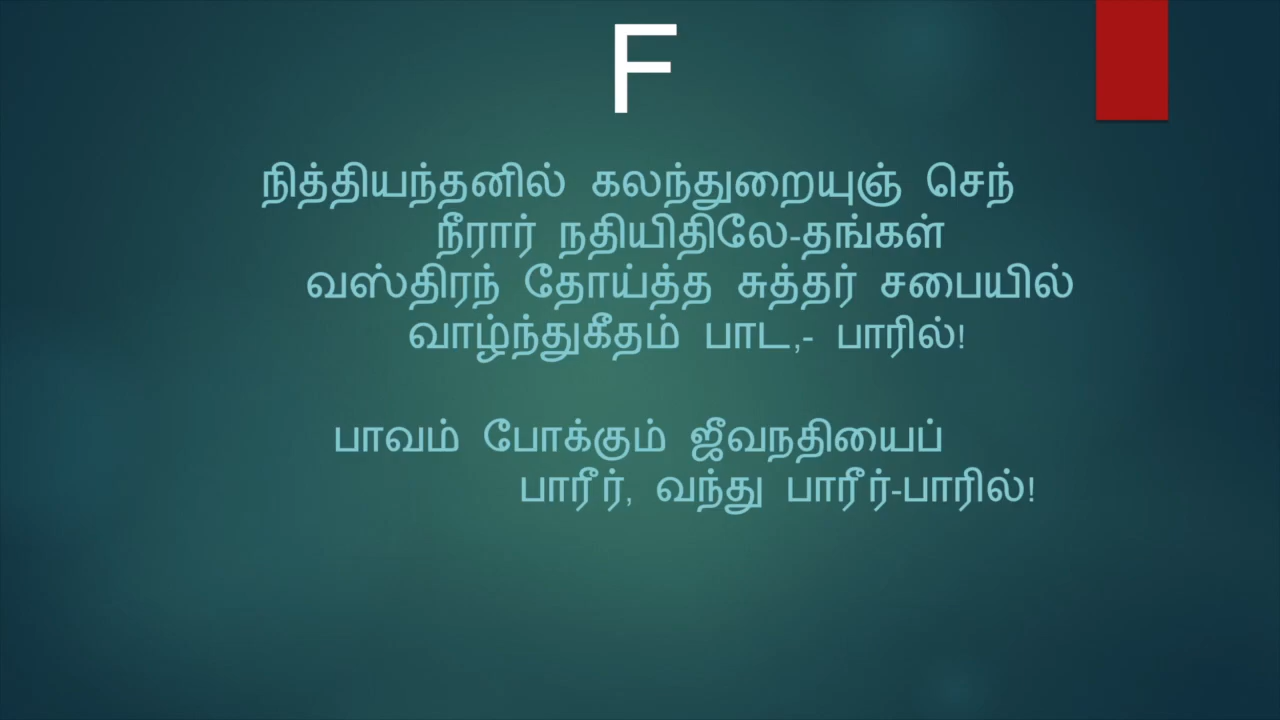 F
நித்தியந்தனில் கலந்துறையுஞ் செந்
நீரார் நதியிதிலே-தங்கள்
வஸ்திரந் தோய்த்த சுத்தர் சபையில்
வாழ்ந்துகீதம் பாட,- பாரில்!
பாவம் போக்கும் ஜீவநதியைப்
பாரீர், வந்து பாரீர்-பாரில்!